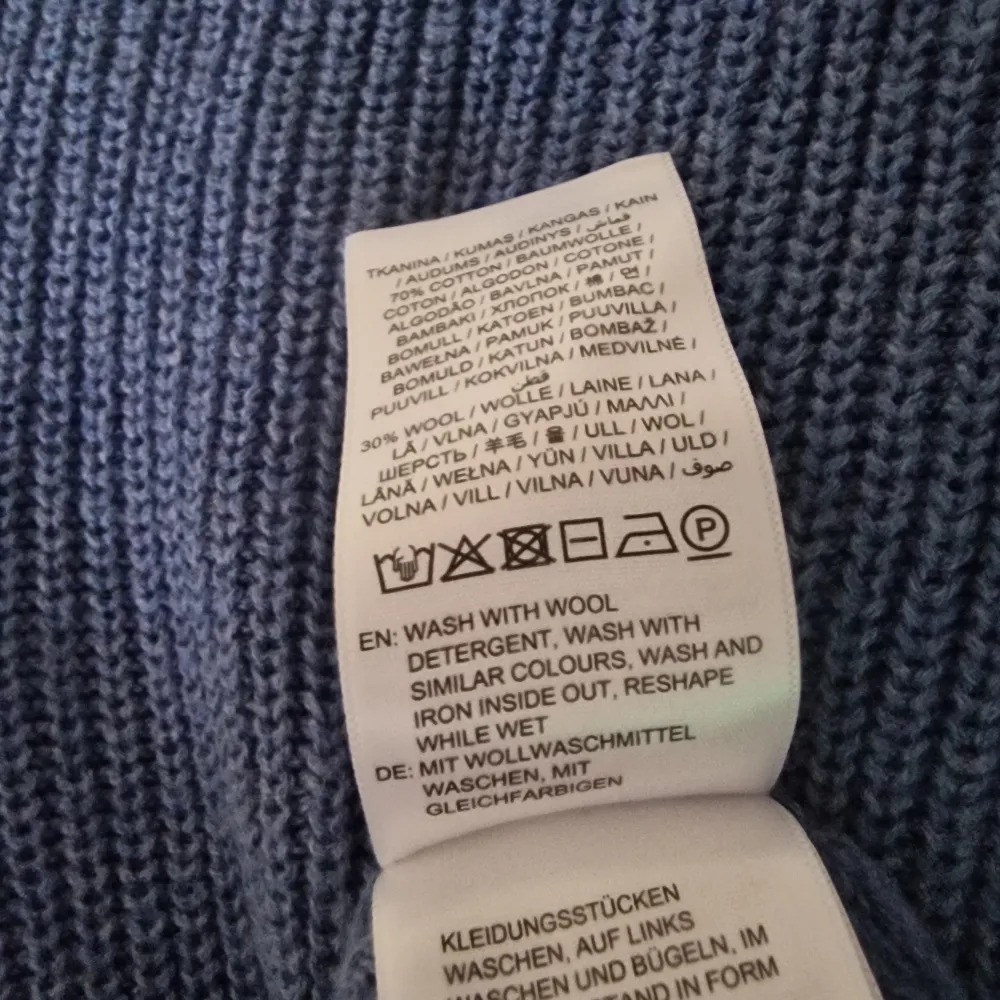 TKANINA / KUMAS / KANGAS / KAIN
/ AUDUMS / AUDINYS / قماش /
70% COTTON / BAUMWOLLE /
COTON / ALGODON / COTONE /
ALGODÃO / BAVLNA / PAMUT /
BAMBAKI / ХЛОПОК / 棉 / 면 /
BOMULL / KATOEN / BUMBAC /
BAWEŁNA / PAMUK / PUUVILLA /
BOMULD / KATUN / BOMBAŽ /
PUUVILL / KOKVILNA / MEDVILNĖ /
قطن
30% WOOL / WOLLE / LAINE / LANA /
LÃ / VLNA / GYAPJÚ / ΜΑΛΛΙ /
ШЕРСТЬ / 羊毛 / 울 / ULL / WOL /
LÂNĂ / WEŁNA / YÜN / VILLA / ULD /
VOLNA / VILL / VILNA / VUNA / صوف
P
EN: WASH WITH WOOL
DETERGENT, WASH WITH
SIMILAR COLOURS, WASH AND
IRON INSIDE OUT, RESHAPE
WHILE WET
DE: MIT WOLLWASCHMITTEL
WASCHEN, MIT
GLEICHFARBIGEN
KLEIDUNGSSTÜCKEN
WASCHEN, AUF LINKS
WASCHEN UND BÜGELN, IM
IN FORM